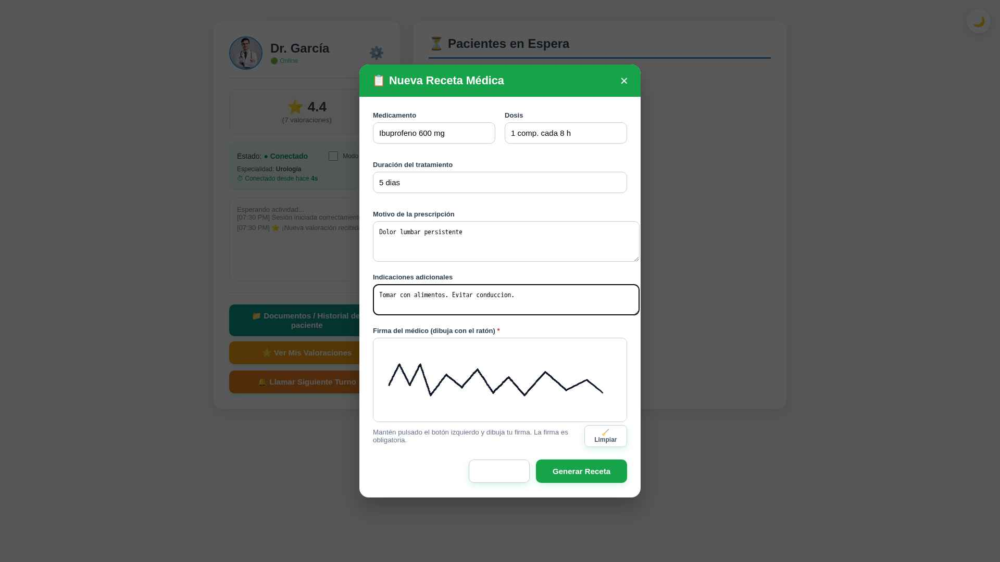 Dr. García
Online
4.4
(7 valoraciones)
Estado: ● Conectado
Modo
Especialidad: Urología
Conectado desde hace 4s
Esperando actividad...
[07:30 PM] Sesión iniciada correctament
[07:30 PM] ⭐ ¡Nueva valoración recibid
Documentos / Historial de
paciente
Ver Mis Valoraciones
Llamar Siguiente Turno
Pacientes en Espera
Nueva Receta Médica
Medicamento
Dosis
Ibuprofeno 600 mg
1 comp. cada 8 h
Duración del tratamiento
5 dias
Motivo de la prescripción
Dolor lumbar persistente
Indicaciones adicionales
Tomar con alimentos. Evitar conduccion.
Firma del médico (dibuja con el ratón) *
Mantén pulsado el botón izquierdo y dibuja tu firma. La firma es
obligatoria.
Limpiar
Generar Receta